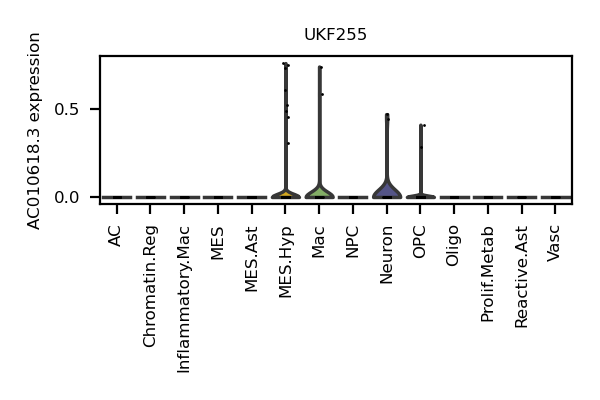 UKF255
AC010618.3 expression
0.5
0.0
AC
Chromatin.Reg
Inflammatory.Mac
MES
MES.Ast
MES.Hyp
Mac
NPC
Neuron
OPC
Oligo
Prolif.Metab
Reactive.Ast
Vasc